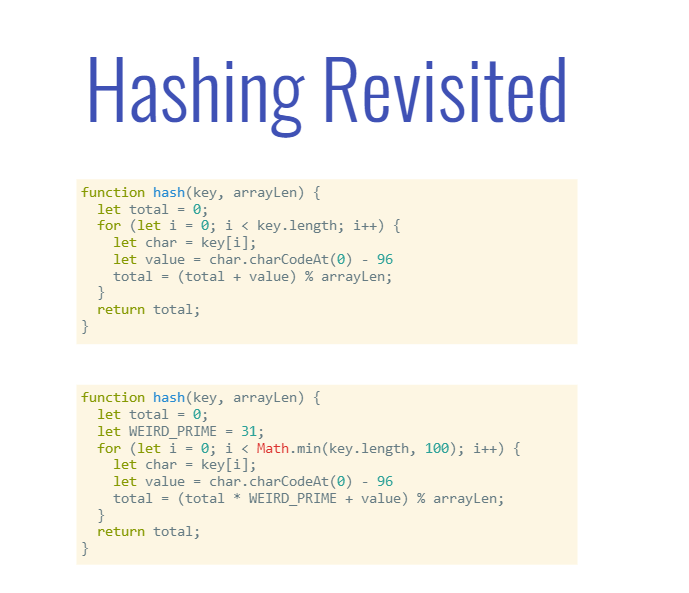 Hashing Revisited
function hash(key, arrayLen) {
  let total = 0;
  for (let i = 0; i < key.length; i++) {
    let char = key[i];
    let value = char.charCodeAt(0) - 96
    total = (total + value) % arrayLen;
  }
  return total;
}
function hash(key, arrayLen) {
  let total = 0;
  let WEIRD_PRIME = 31;
  for (let i = 0; i < Math.min(key.length, 100); i++) {
    let char = key[i];
    let value = char.charCodeAt(0) - 96
    total = (total * WEIRD_PRIME + value) % arrayLen;
  }
  return total;
}